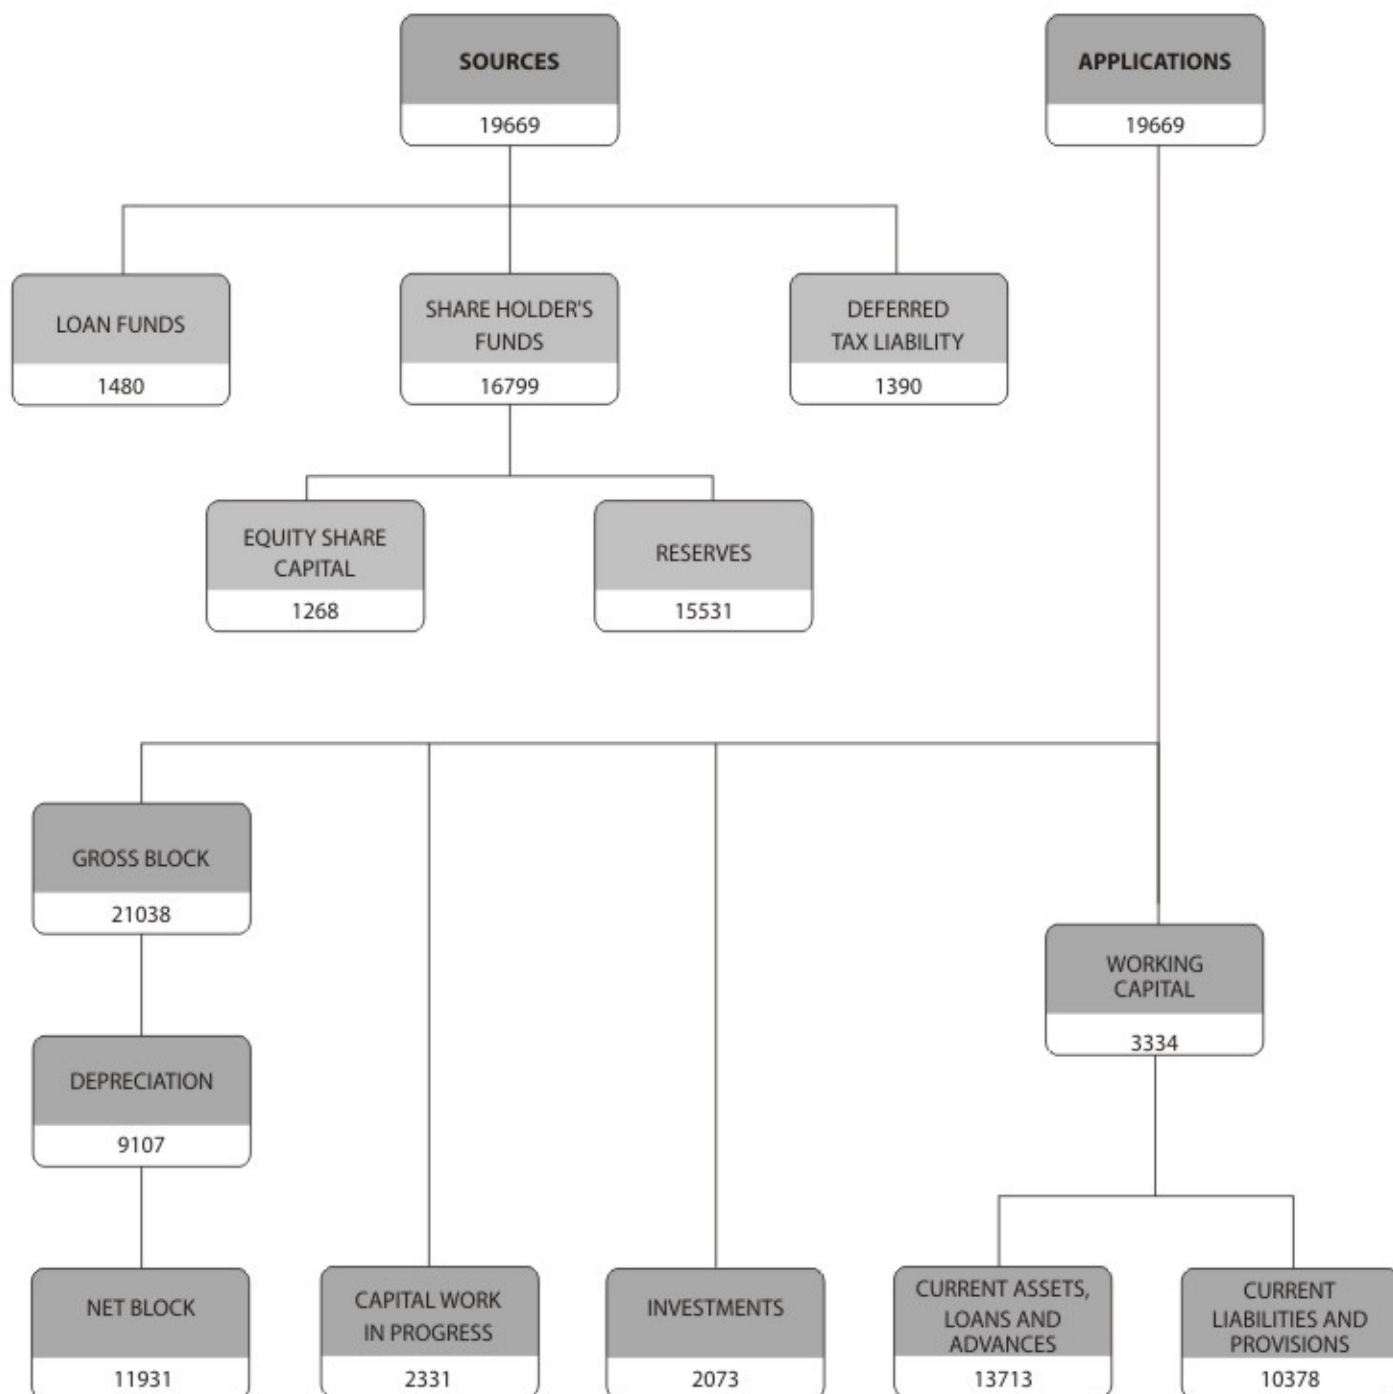 SOURCES
19669
APPLICATIONS
19669
LOAN FUNDS
1480
SHARE HOLDER'S
FUNDS
16799
DEFERRED
TAX LIABILITY
1390
EQUITY SHARE
CAPITAL
1268
RESERVES
15531
GROSS BLOCK
21038
WORKING
CAPITAL
3334
DEPRECIATION
9107
NET BLOCK
11931
CAPITAL WORK
IN PROGRESS
2331
INVESTMENTS
2073
CURRENT ASSETS,
LOANS AND
ADVANCES
13713
CURRENT
LIABILITIES AND
PROVISIONS
10378